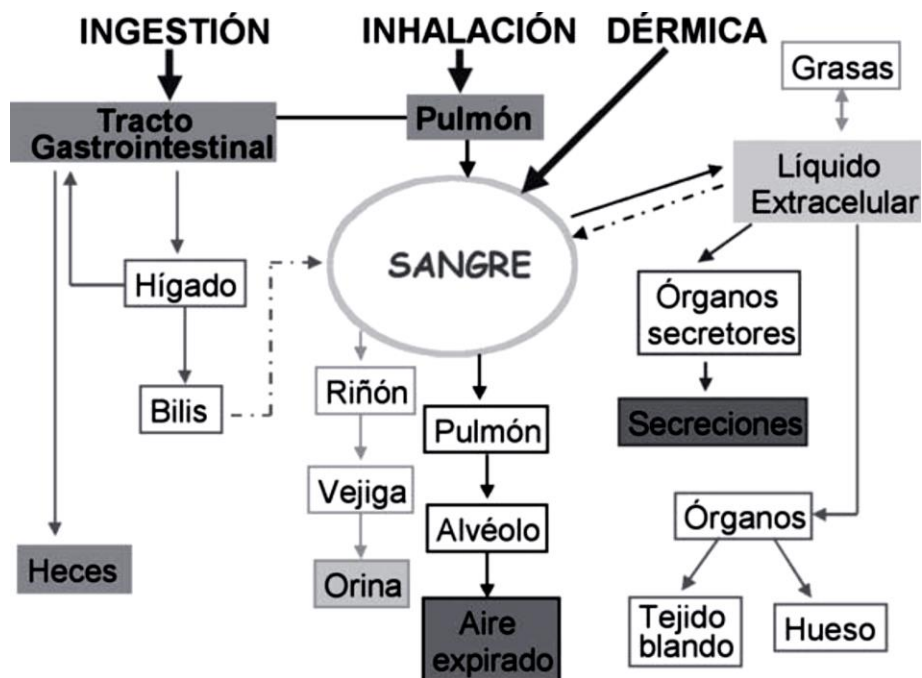 INGESTIÓN
INHALACIÓN
DÉRMICA
Grasas
Tracto
Gastrointestinal
Pulmón
Líquido
Extracelular
SANGRE
Hígado
Órganos
secretores
Bilis
Riñón
Pulmón
Secreciones
Vejiga
Alvéolo
Órganos
Heces
Orina
Aire
expirado
Tejido
blando
Hueso